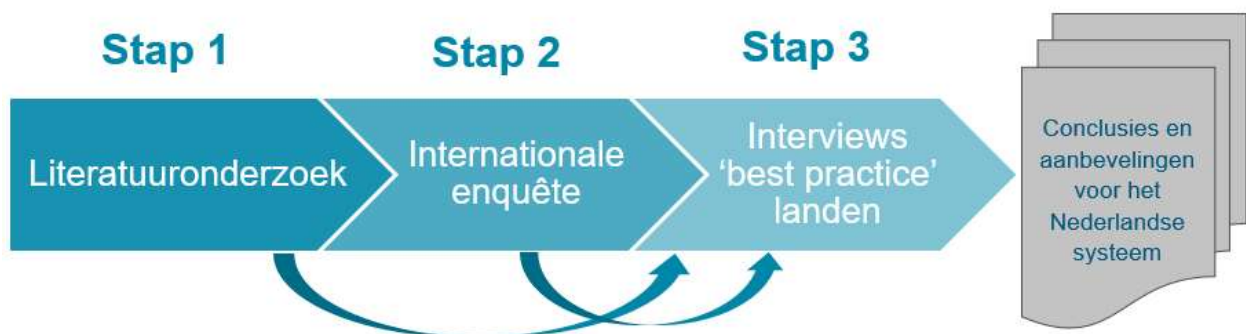 Stap 1
Stap 2
Stap 3
Literatuuronderzoek
Internationale
enquête
Interviews
‘best practice’
landen
Conclusies en
aanbevelingen
voor het
Nederlandse
systeem